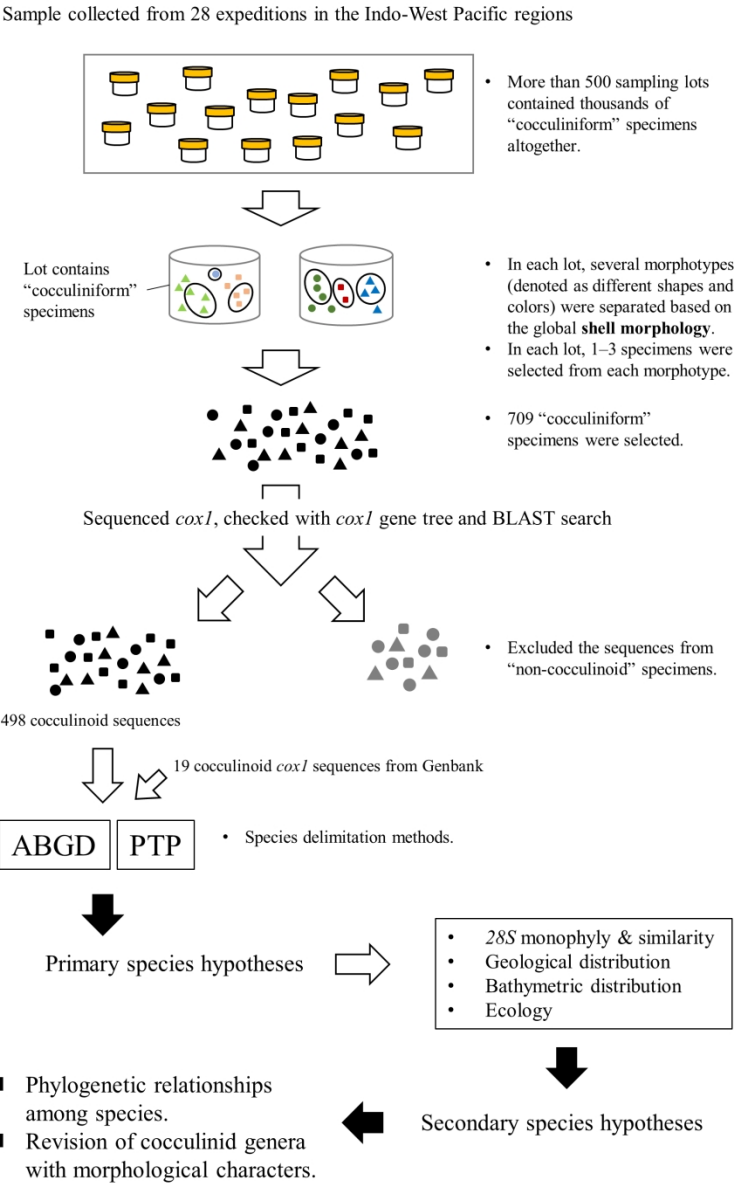 Sample collected from 28 expeditions in the Indo-West Pacific regions
• More than 500 sampling lots
contained thousands of
“cocculiniform” specimens
altogether.
Lot contains
“cocculiniform”
specimens
• In each lot, several morphotypes
(denoted as different shapes and
colors) were separated based on
the global shell morphology.
• In each lot, 1–3 specimens were
selected from each morphotype.
• 709 “cocculiniform”
specimens were selected.
Sequenced cox1, checked with cox1 gene tree and BLAST search
• Excluded the sequences from
“non-cocculinoid” specimens.
498 cocculinoid sequences
19 cocculinoid cox1 sequences from Genbank
ABGD PTP
• Species delimitation methods.
Primary species hypotheses
• 28S monophyly & similarity
• Geological distribution
• Bathymetric distribution
• Ecology
Secondary species hypotheses
▪ Phylogenetic relationships
among species.
▪ Revision of cocculinid genera
with morphological characters.